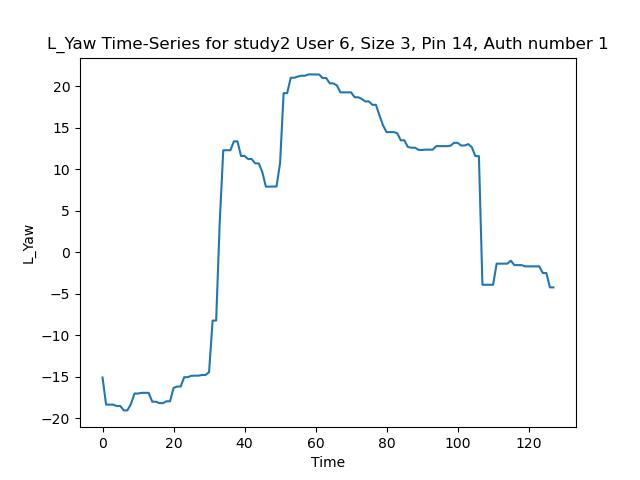 L_Yaw Time-Series for study2 User 6, Size 3, Pin 14, Auth number 1
20
15
10
5
0
−5
−10
−15
−20
L_Yaw
0 20 40 60 80 100 120
Time